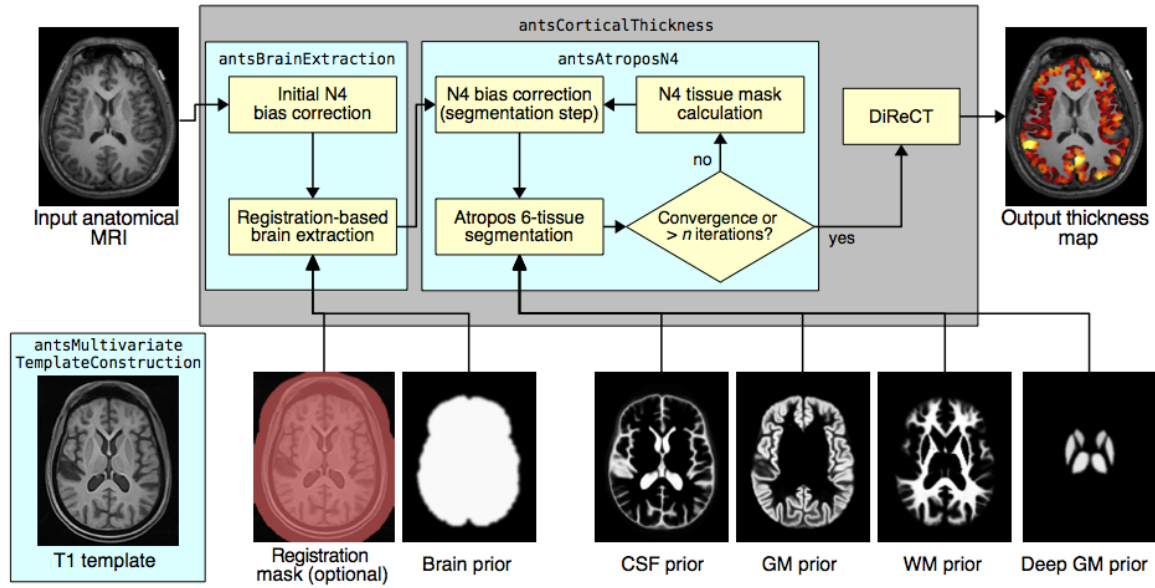 antsCorticalThickness
antsBrainExtraction
antsAtroposN4
Initial N4
bias correction
N4 bias correction
(segmentation step)
N4 tissue mask
calculation
DiReCT
no
Registration-based
brain extraction
Atropos 6-tissue
segmentation
Convergence or
> n iterations?
yes
Input anatomical
MRI
Output thickness
map
antsMultivariate
TemplateConstruction
T1 template
Registration
mask (optional)
Brain prior
CSF prior
GM prior
WM prior
Deep GM prior